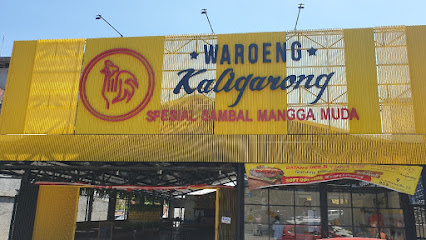 WAROENG
Kaligarong
SPESIAL SAMBAL MANGGA MUDA